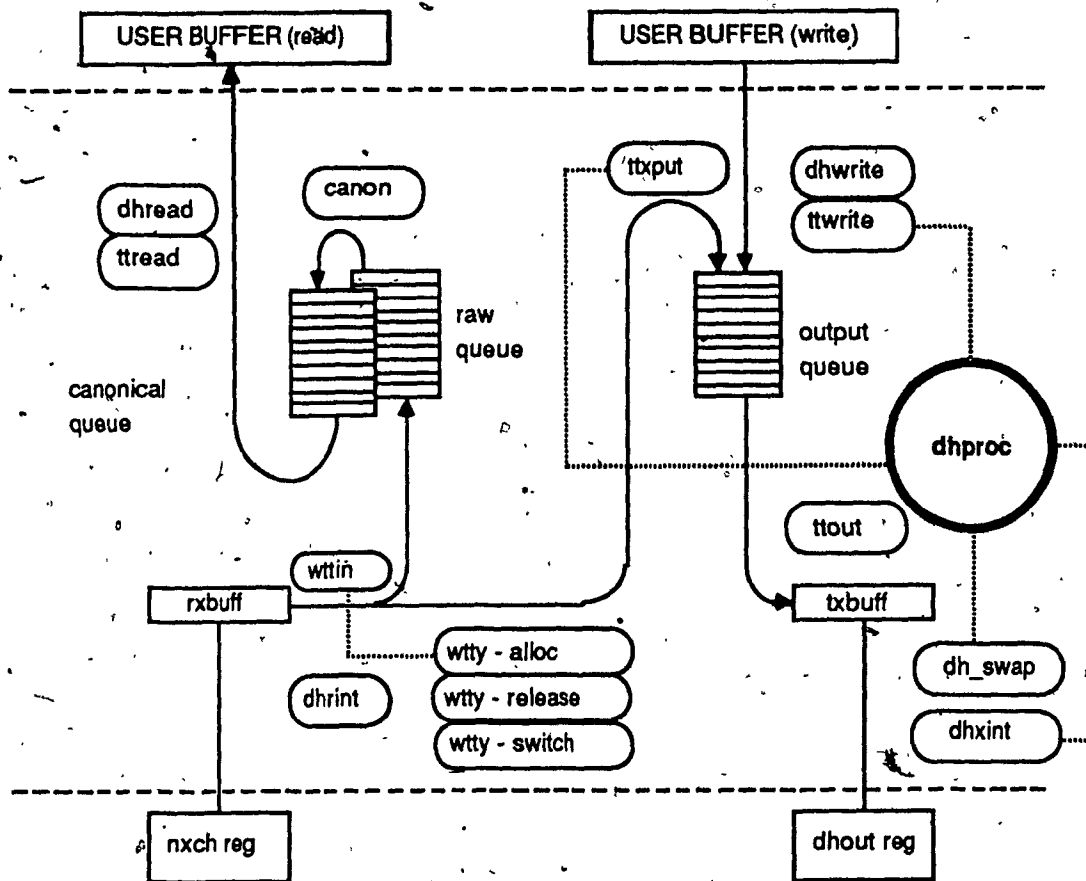 USER BUFFER (read)
USER BUFFER (write)
canon
ttxput
dhwrite
dhread
ttwrite
ttread
raw
queue
output
queue
canonical
queue
dhproc
ttout
wttin
rxbuff
txbuff
wtty - alloc
dh_swap
dhrint
wtty - release
dhxint
wtty - switch
nxch reg
dhout reg